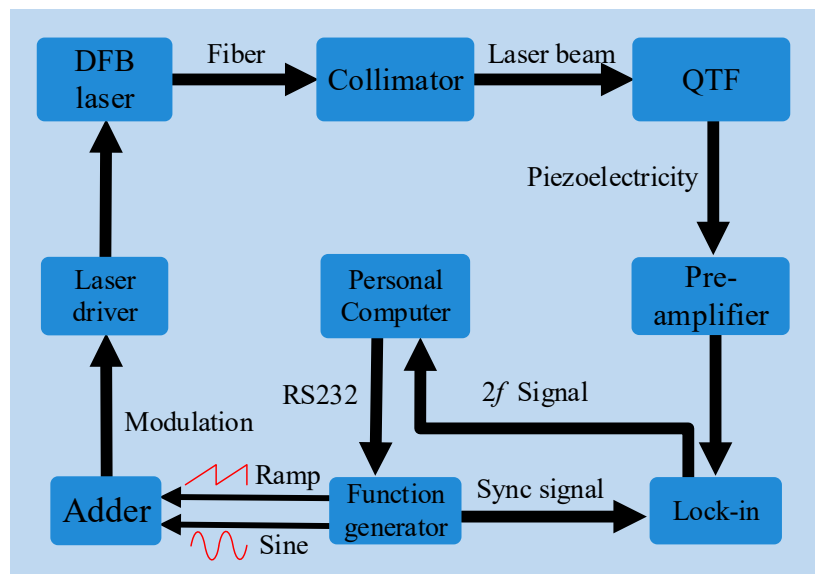 DFB
laser
Fiber
Collimator
Laser beam
QTF
Piezoelectricity
Laser
driver
Personal
Computer
Pre-
amplifier
RS232
2f Signal
Modulation
Adder
Ramp
Sine
Function
generator
Sync signal
Lock-in